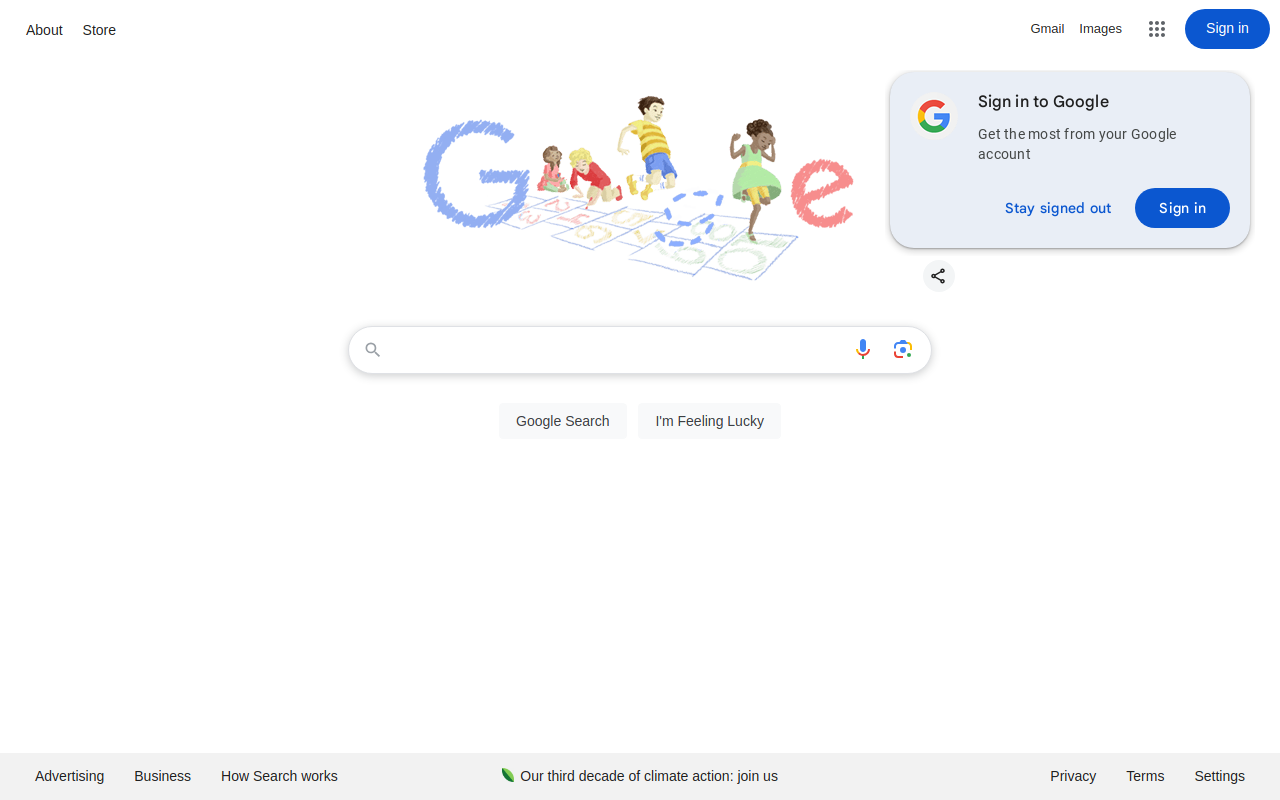 About
Store
Gmail
Images
Sign in
Sign in to Google
Get the most from your Google
account
Stay signed out
Sign in
Google Search
I'm Feeling Lucky
Advertising
Business
How Search works
Our third decade of climate action: join us
Privacy
Terms
Settings